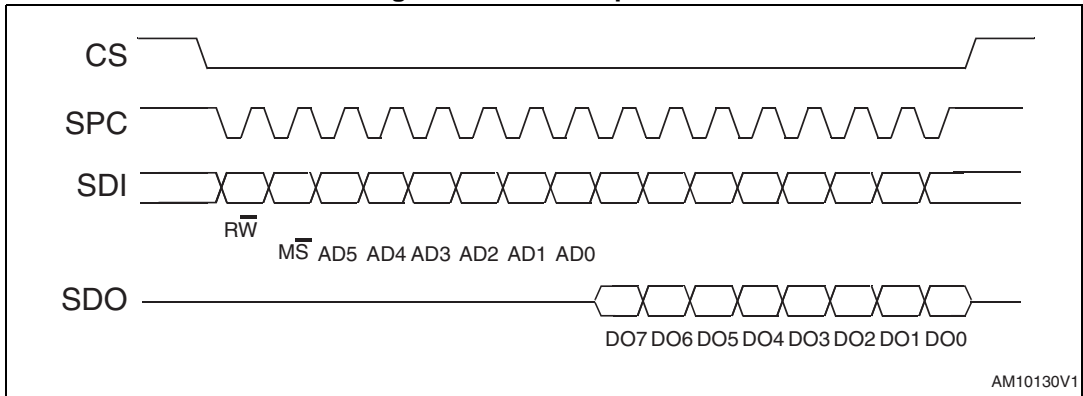 CS
SPC
SDI
RW
MS AD5 AD4 AD3 AD2 AD1 AD0
SDO
DO7 DO6 DO5 DO4 DO3 DO2 DO1 DO0
AM10130V1